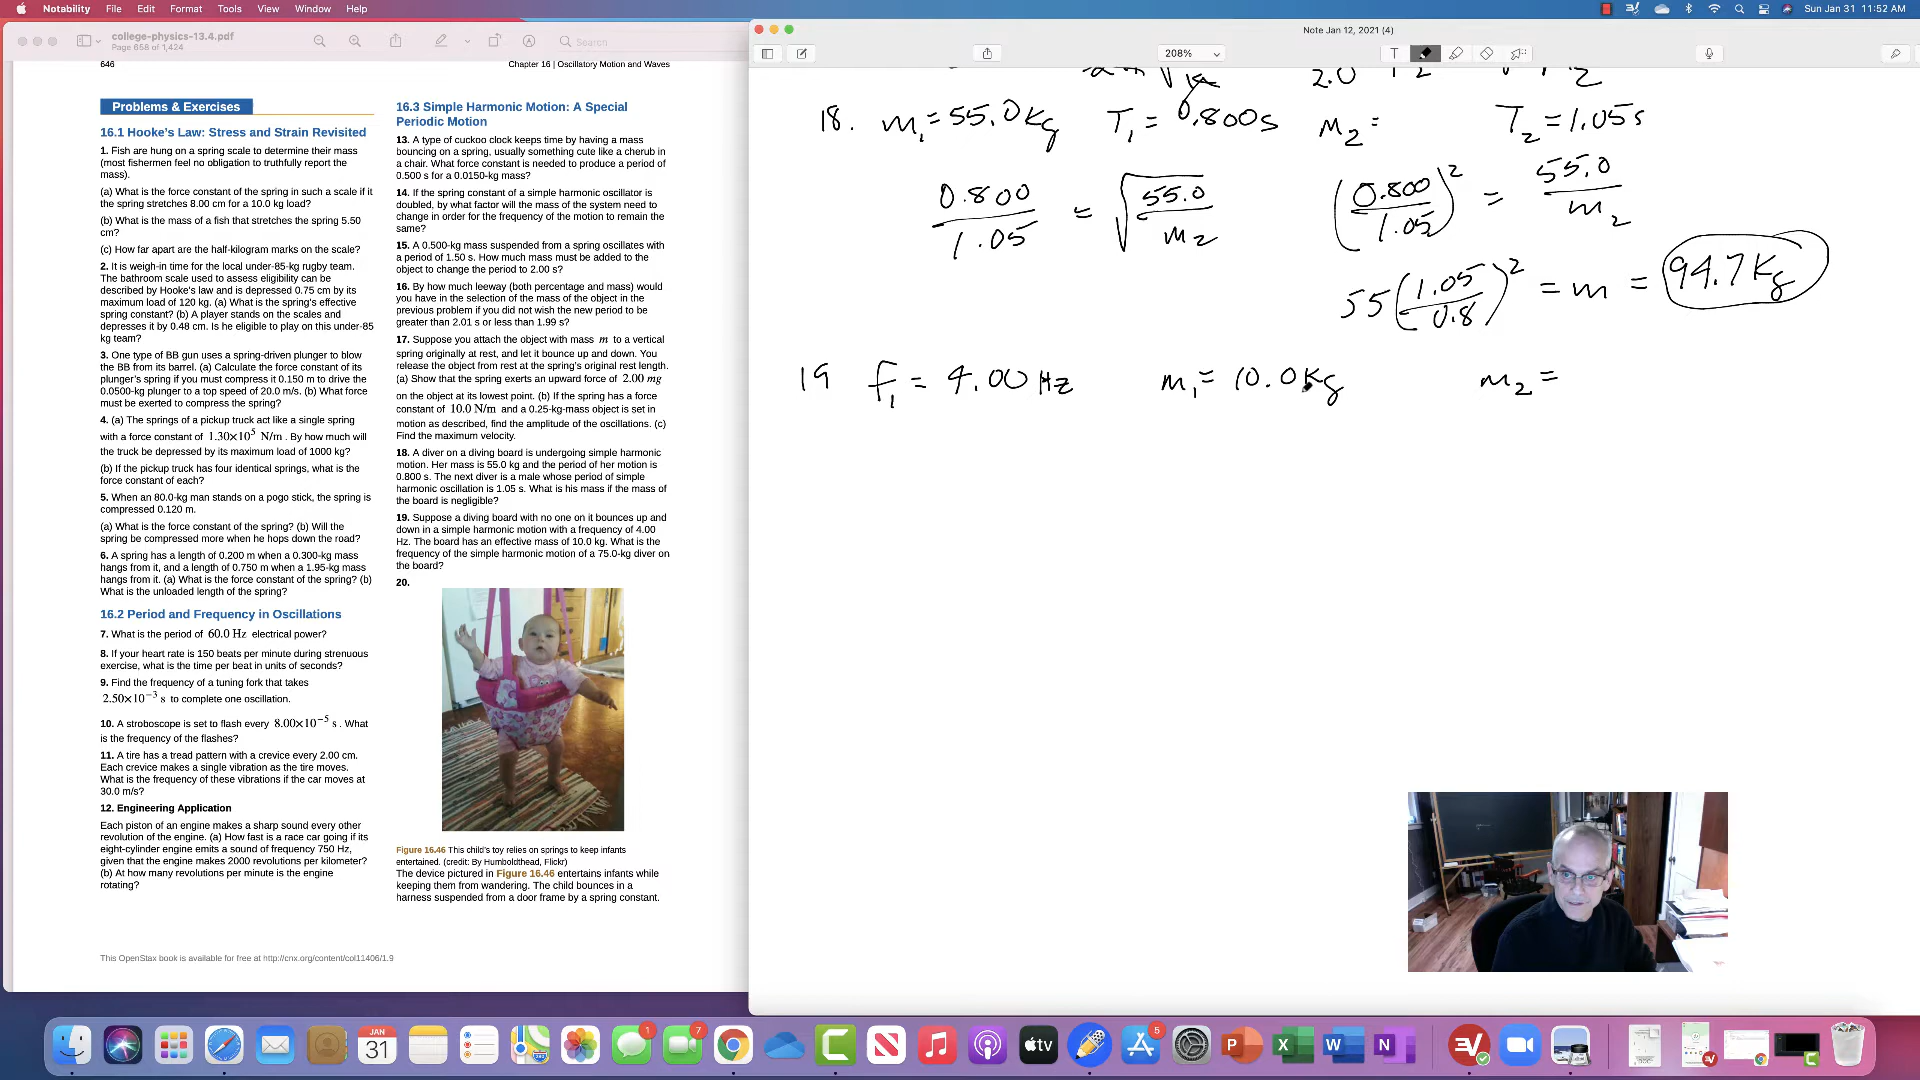 Notability File Edit Format Tools View Window Help
Sun Jan 31 11:52 AM
college-physics-13.4.pdf
Page 658 of 1,424
Search
646
Chapter 16 | Oscillatory Motion and Waves
Problems & Exercises
16.1 Hooke's Law: Stress and Strain Revisited
1. Fish are hung on a spring scale to determine their mass
(most fishermen feel no obligation to truthfully report the
mass).
(a) What is the force constant of the spring in such a scale if it
the spring stretches 8.00 cm for a 10.0 kg load?
(b) What is the mass of a fish that stretches the spring 5.50
cm?
(c) How far apart are the half-kilogram marks on the scale?
2. It is weigh-in time for the local under-85-kg rugby team.
The bathroom scale used to assess eligibility can be
described by Hooke's law and is depressed 0.75 cm by its
maximum load of 120 kg. (a) What is the spring's effective
spring constant? (b) A player stands on the scales and
depresses it by 0.48 cm. Is he eligible to play on this under-85
kg team?
3. One type of BB gun uses a spring-driven plunger to blow
the BB from its barrel. (a) Calculate the force constant of its
plunger's spring if you must compress it 0.150 m to drive the
0.0500-kg plunger to a top speed of 20.0 m/s. (b) What force
must be exerted to compress the spring?
4. (a) The springs of a pickup truck act like a single spring
with a force constant of 1.30×10⁵ N/m . By how much will
the truck be depressed by its maximum load of 1000 kg?
(b) If the pickup truck has four identical springs, what is the
force constant of each?
5. When an 80.0-kg man stands on a pogo stick, the spring is
compressed 0.120 m.
(a) What is the force constant of the spring? (b) Will the
spring be compressed more when he hops down the road?
6. A spring has a length of 0.200 m when a 0.300-kg mass
hangs from it, and a length of 0.750 m when a 1.95-kg mass
hangs from it. (a) What is the force constant of the spring? (b)
What is the unloaded length of the spring?
16.2 Period and Frequency in Oscillations
7. What is the period of 60.0 Hz electrical power?
8. If your heart rate is 150 beats per minute during strenuous
exercise, what is the time per beat in units of seconds?
9. Find the frequency of a tuning fork that takes
2.50×10⁻³ s to complete one oscillation.
10. A stroboscope is set to flash every 8.00×10⁻⁵ s . What
is the frequency of the flashes?
11. A tire has a tread pattern with a crevice every 2.00 cm.
Each crevice makes a single vibration as the tire moves.
What is the frequency of these vibrations if the car moves at
30.0 m/s?
12. Engineering Application
Each piston of an engine makes a sharp sound every other
revolution of the engine. (a) How fast is a race car going if its
eight-cylinder engine emits a sound of frequency 750 Hz,
given that the engine makes 2000 revolutions per kilometer?
(b) At how many revolutions per minute is the engine
rotating?
16.3 Simple Harmonic Motion: A Special
Periodic Motion
13. A type of cuckoo clock keeps time by having a mass
bouncing on a spring, usually something cute like a cherub in
a chair. What force constant is needed to produce a period of
0.500 s for a 0.0150-kg mass?
14. If the spring constant of a simple harmonic oscillator is
doubled, by what factor will the mass of the system need to
change in order for the frequency of the motion to remain the
same?
15. A 0.500-kg mass suspended from a spring oscillates with
a period of 1.50 s. How much mass must be added to the
object to change the period to 2.00 s?
16. By how much leeway (both percentage and mass) would
you have in the selection of the mass of the object in the
previous problem if you did not wish the new period to be
greater than 2.01 s or less than 1.99 s?
17. Suppose you attach the object with mass m to a vertical
spring originally at rest, and let it bounce up and down. You
release the object from rest at the spring's original rest length.
(a) Show that the spring exerts an upward force of 2.00 mg
on the object at its lowest point. (b) If the spring has a force
constant of 10.0 N/m and a 0.25-kg-mass object is set in
motion as described, find the amplitude of the oscillations. (c)
Find the maximum velocity.
18. A diver on a diving board is undergoing simple harmonic
motion. Her mass is 55.0 kg and the period of her motion is
0.800 s. The next diver is a male whose period of simple
harmonic oscillation is 1.05 s. What is his mass if the mass of
the board is negligible?
19. Suppose a diving board with no one on it bounces up and
down in a simple harmonic motion with a frequency of 4.00
Hz. The board has an effective mass of 10.0 kg. What is the
frequency of the simple harmonic motion of a 75.0-kg diver on
the board?
20.
Figure 16.46 This child's toy relies on springs to keep infants
entertained. (credit: By Humboldthead, Flickr)
The device pictured in Figure 16.46 entertains infants while
keeping them from wandering. The child bounces in a
harness suspended from a door frame by a spring constant.
This OpenStax book is available for free at http://cnx.org/content/col11406/1.9
Note Jan 12, 2021 (4)
208%
18. m₁ = 55.0 Kg T₁ = 0.800 s m₂ = T₂ = 1.05 s
0.800/1.05 = √(55.0/m₂) (0.800/1.05)² = 55.0/m₂
55(1.05/0.8)² = m = 94.7 Kg
19 f₁ = 4.00 Hz m₁ = 10.0 Kg m₂ =
JAN
31
1
7
tv
5
P X W N